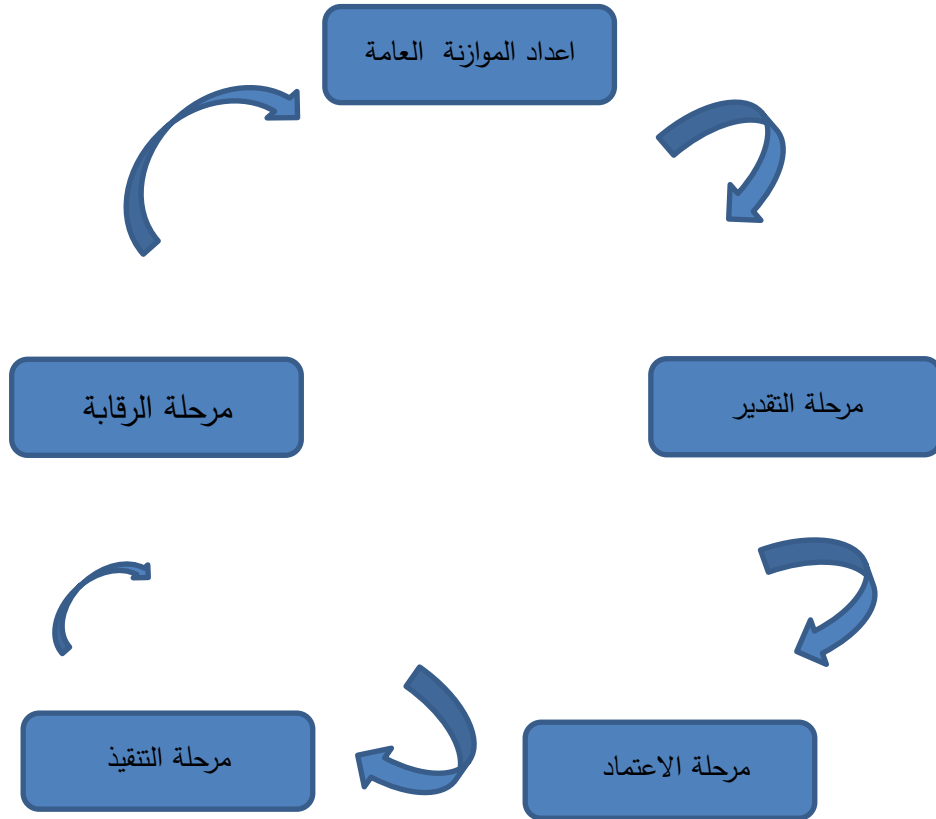 اعداد الموازنة العامة
مرحلة التقدير
مرحلة الاعتماد
مرحلة التنقيذ
مرحلة الرقابة